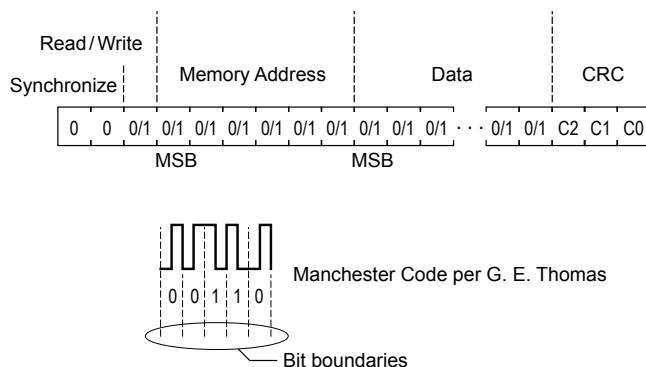 Read/Write
Synchronize Memory Address Data CRC
0 0 0/1 0/1 0/1 0/1 0/1 0/1 0/1 0/1 0/1 0/1 · · · 0/1 0/1 C2 C1 C0
MSB MSB
Manchester Code per G. E. Thomas
0 0 1 1 0
Bit boundaries